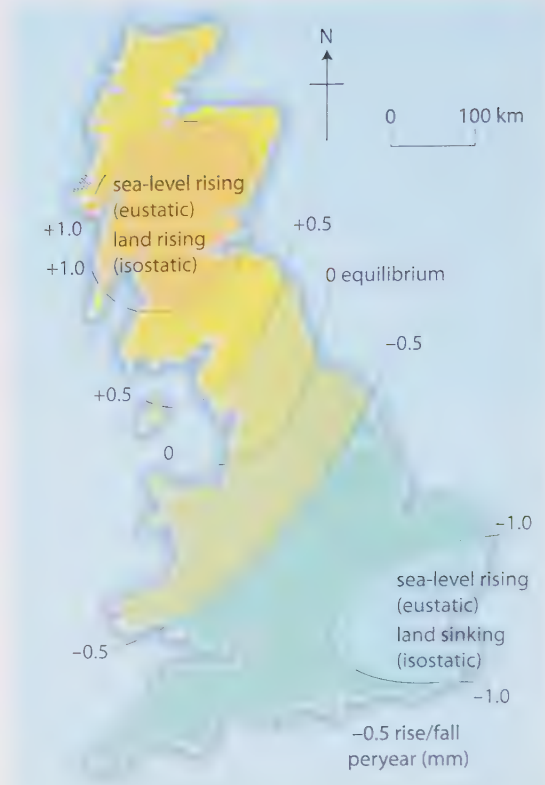 N
0 100 km
sea-level rising
(eustatic)
land rising
(isostatic)
+1.0
+1.0
+0.5
0 equilibrium
-0.5
+0.5
0
-1.0
sea-level rising
(eustatic)
land sinking
(isostatic)
-0.5
-1.0
-0.5 rise/fall
peryear (mm)